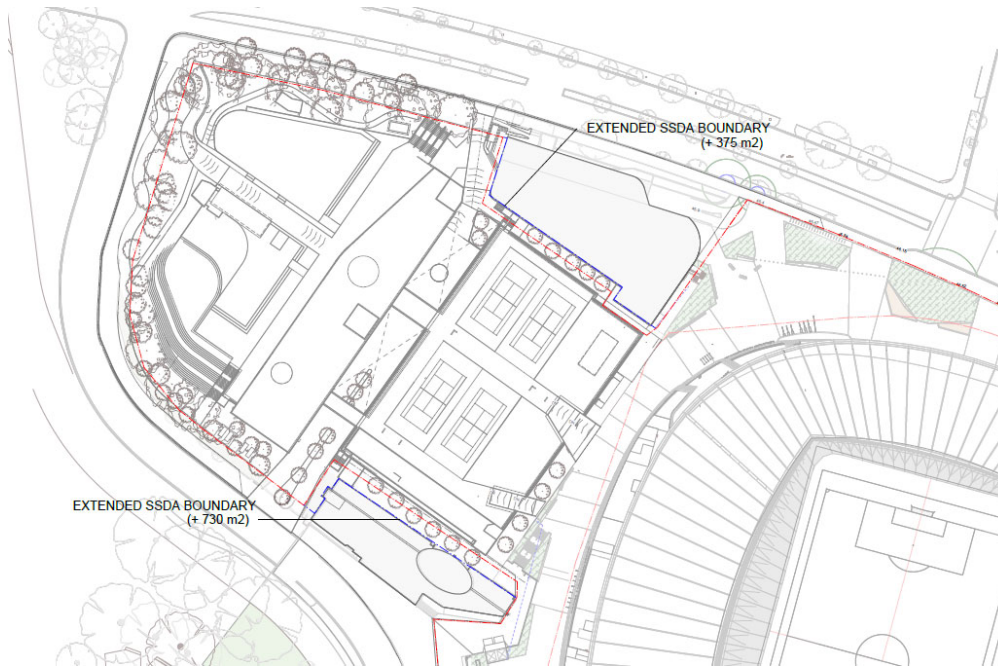 EXTENDED SSDA BOUNDARY
(+ 375 m2)
EXTENDED SSDA BOUNDARY
(+ 730 m2)